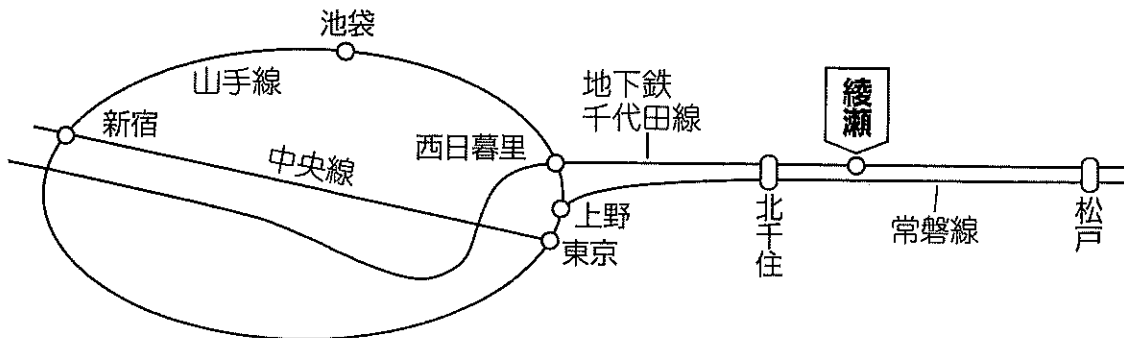 池袋
山手線
新宿
中央線
西日暮里
地下鉄
千代田線
綾瀬
上野
東京
北千住
常磐線
松戸